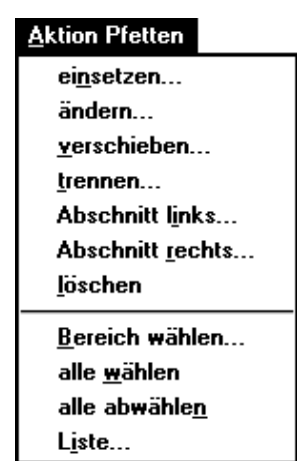 Aktion Pfetten
einsetzen...
ändern...
verschieben...
trennen...
Abschnitt links...
Abschnitt rechts...
löschen
Bereich wählen...
alle wählen
alle abwählen
Liste...